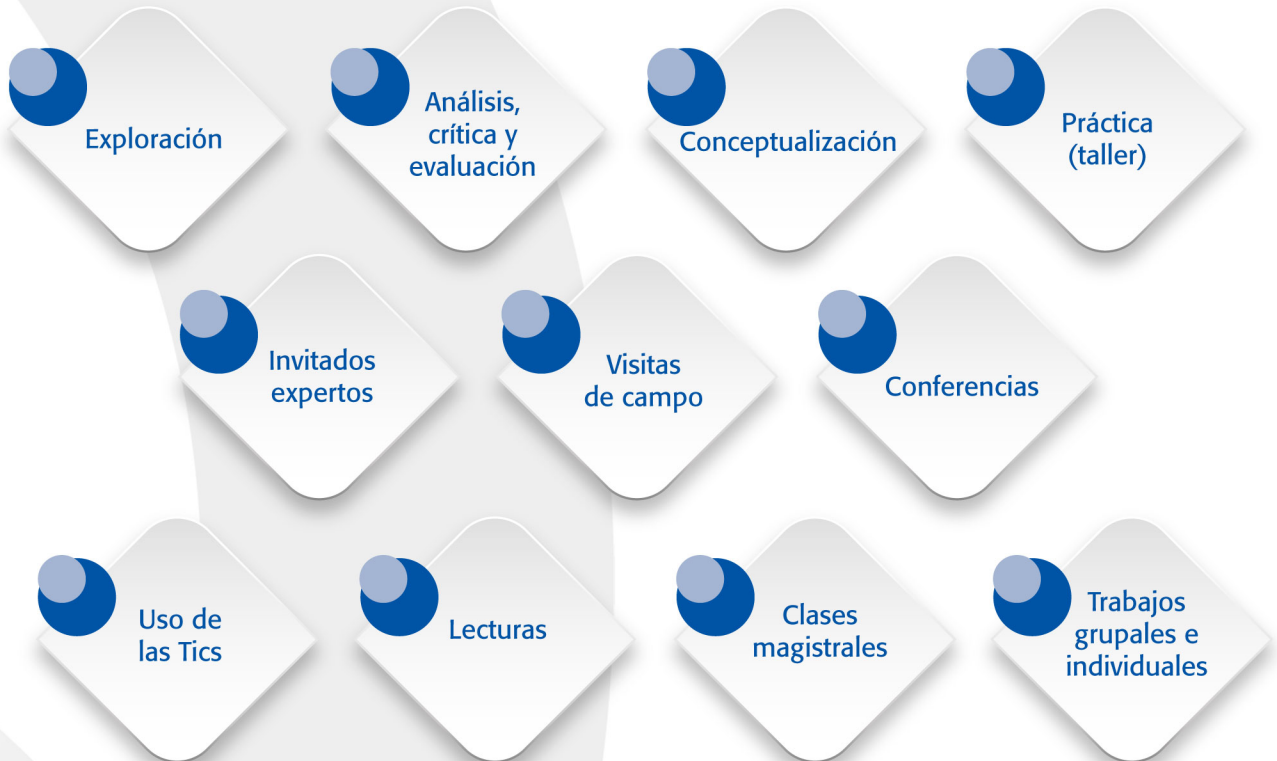 Exploración
Análisis,
crítica y
evaluación
Conceptualización
Práctica
(taller)
Invitados
expertos
Visitas
de campo
Conferencias
Uso de
las Tics
Lecturas
Clases
magistrales
Trabajos
grupales e
individuales